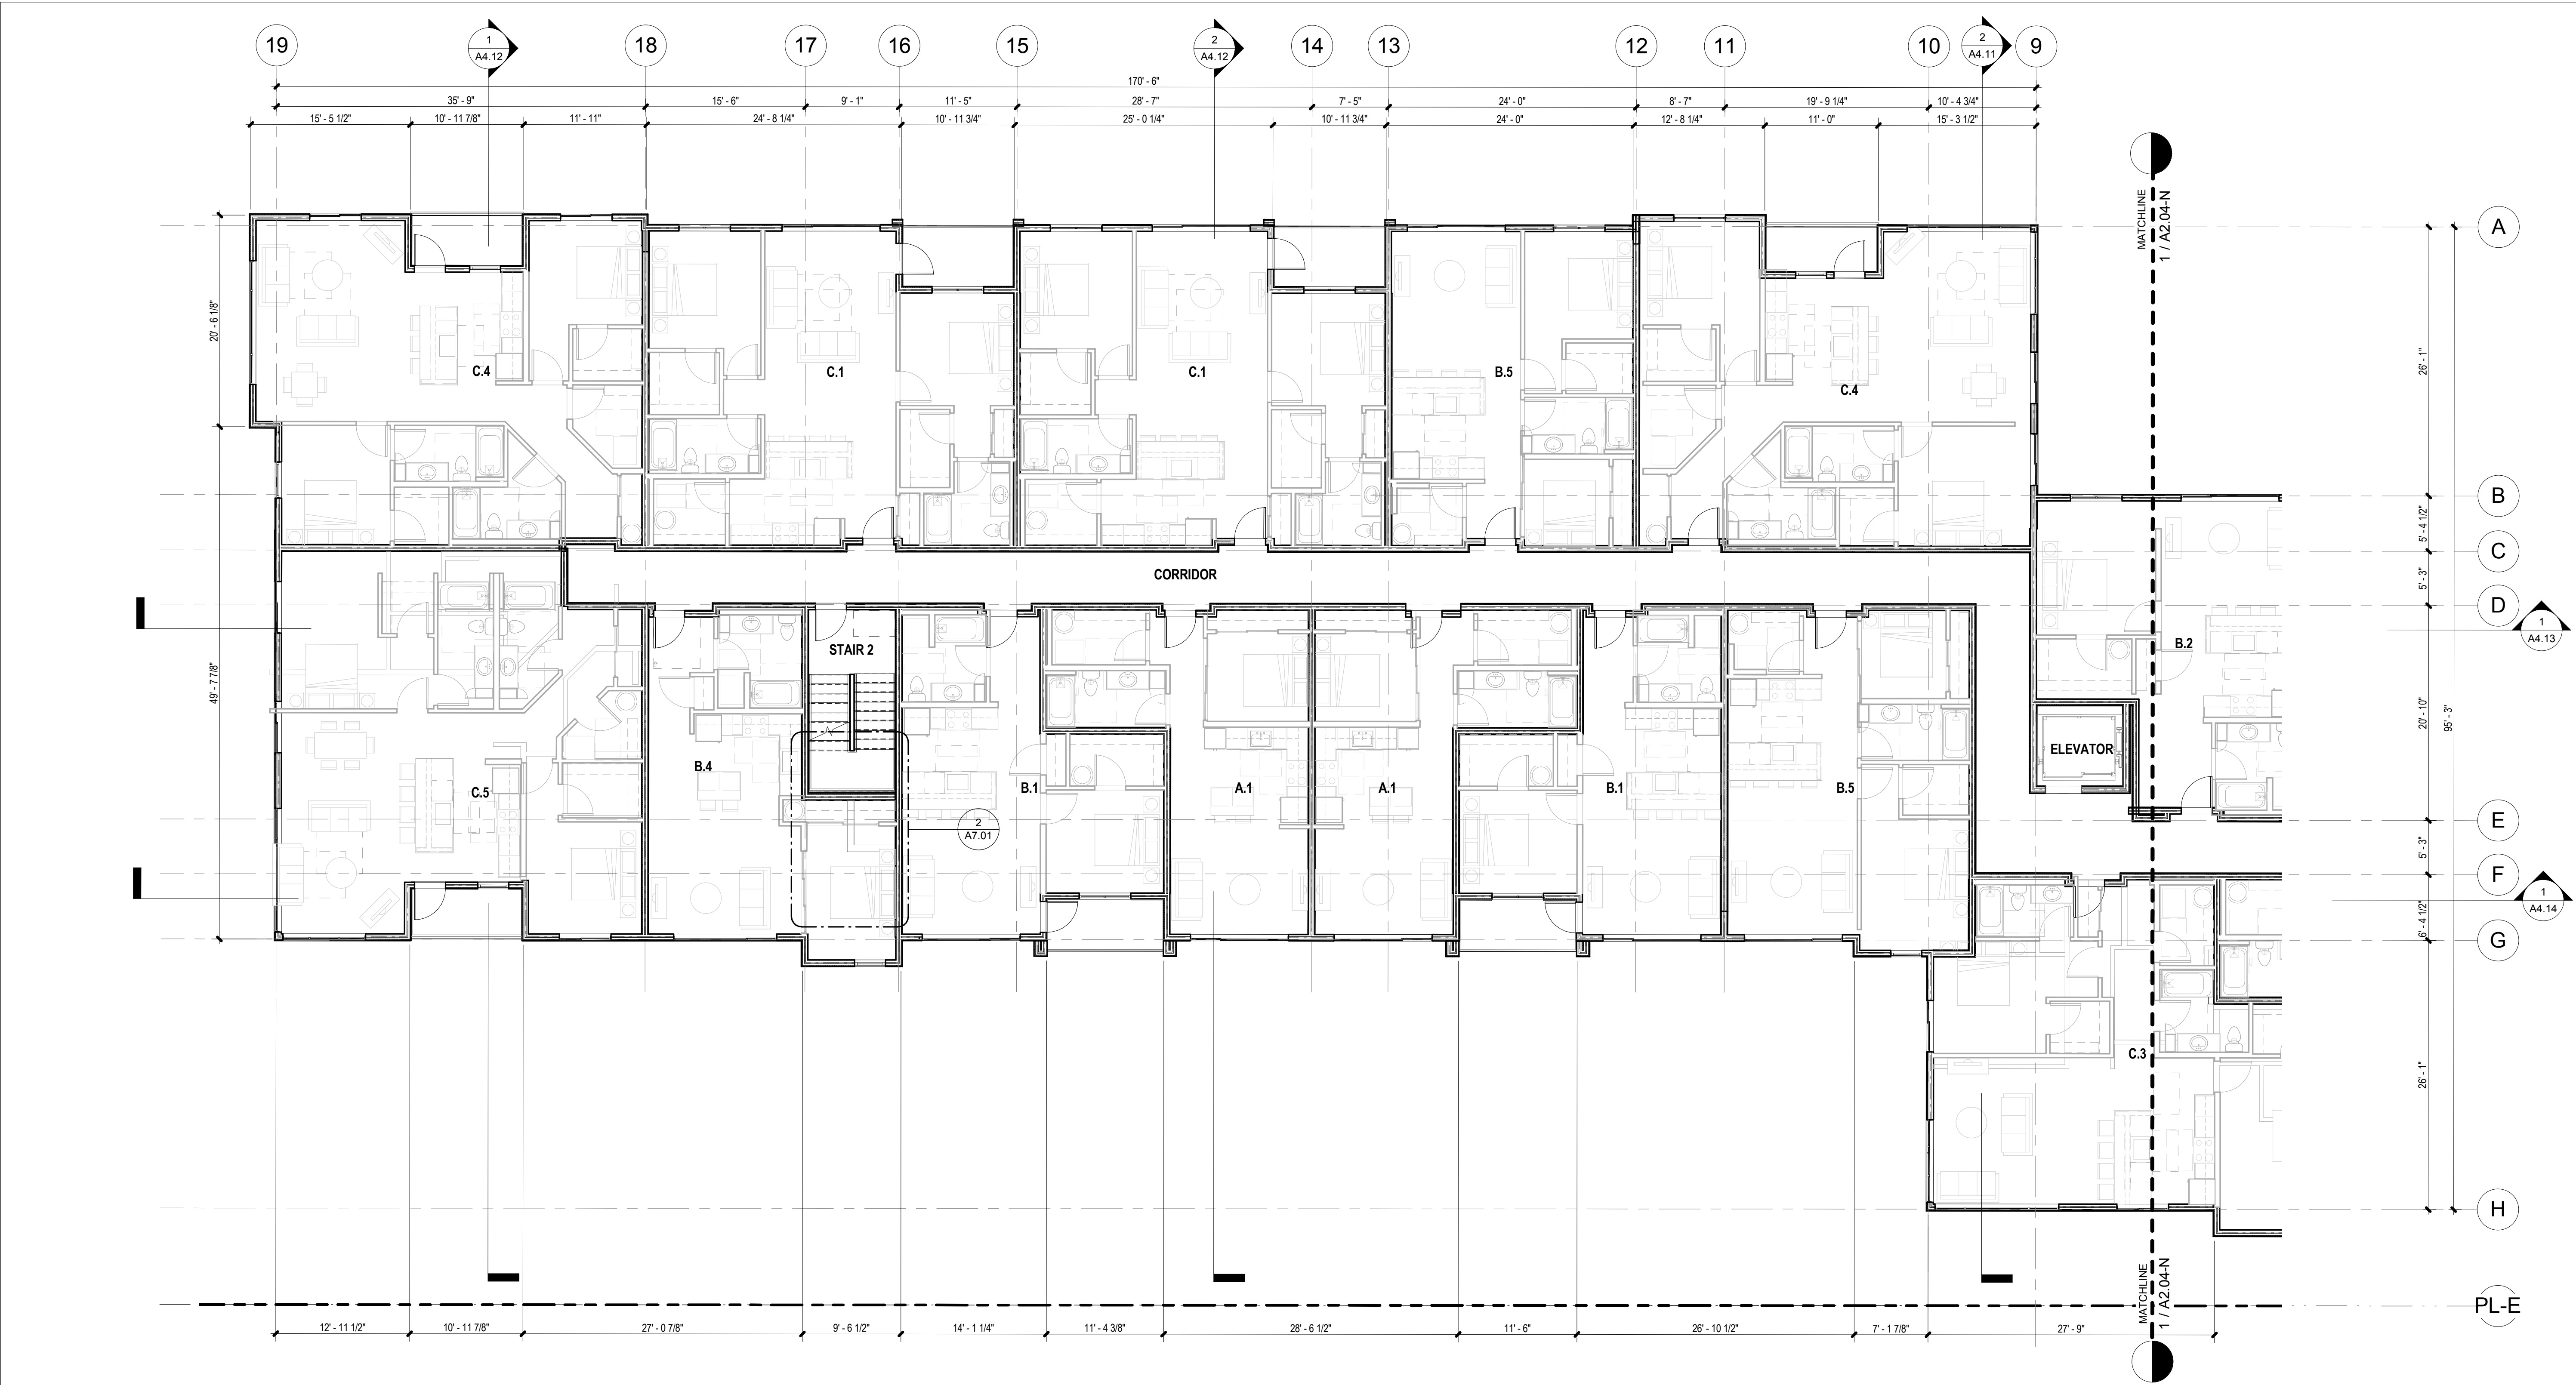 19
1
A4.12
18
17
16
15
2
A4.12
14
13
12
11
10
2
A4.11
9
170' - 6"
35' - 9"
15' - 6"
9' - 1"
11' - 5"
28' - 7"
7' - 5"
24' - 0"
8' - 7"
19' - 9 1/4"
10' - 4 3/4"
15' - 5 1/2"
10' - 11 7/8"
11' - 11"
24' - 8 1/4"
10' - 11 3/4"
25' - 0 1/4"
10' - 11 3/4"
24' - 0"
12' - 8 1/4"
11' - 0"
15' - 3 1/2"
MATCHLINE
1 / A2.04-N
A
20' - 6 1/8"
26' - 1"
C.4
C.1
C.1
B.5
C.4
B
5' - 4 1/2"
C
CORRIDOR
5' - 3"
D
1
A4.13
STAIR 2
B.2
49' - 7 7/8"
20' - 10"
95' - 3"
ELEVATOR
B.4
C.5
B.1
A.1
A.1
B.1
B.5
2
A7.01
E
5' - 3"
F
1
A4.14
6' - 4 1/2"
G
C.3
26' - 1"
H
MATCHLINE
1 / A2.04-N
PL-E
12' - 11 1/2"
10' - 11 7/8"
27' - 0 7/8"
9' - 6 1/2"
14' - 1 1/4"
11' - 4 3/8"
28' - 6 1/2"
11' - 6"
26' - 10 1/2"
7' - 1 7/8"
27' - 9"